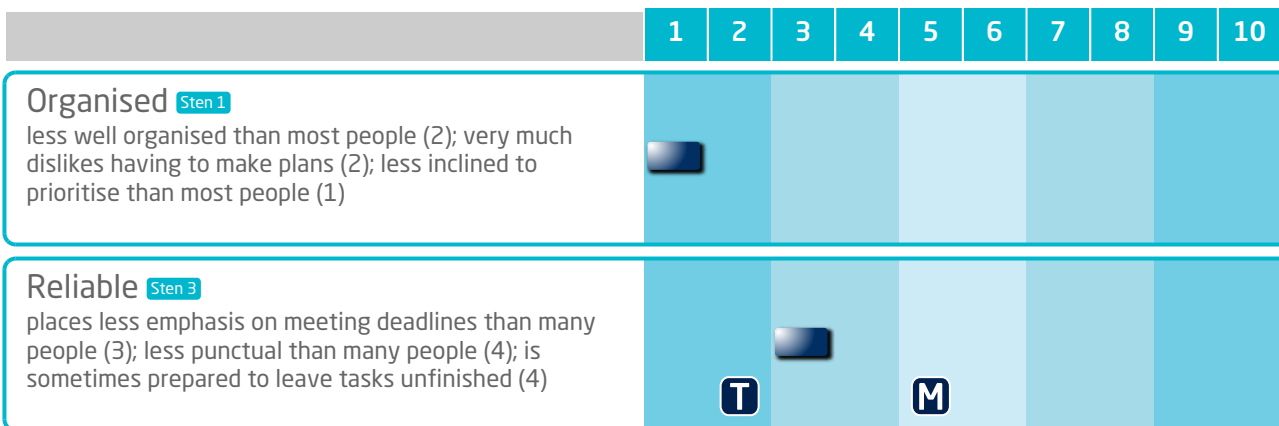 1 2 3 4 5 6 7 8 9 10
Organised Sten 1
less well organised than most people (2); very much
dislikes having to make plans (2); less inclined to
prioritise than most people (1)
Reliable Sten 3
places less emphasis on meeting deadlines than many
people (3); less punctual than many people (4); is
sometimes prepared to leave tasks unfinished (4)
T M